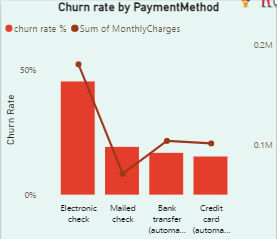 Churn rate by PaymentMethod
churn rate % Sum of MonthlyCharges
0.2M
50%
Churn Rate
0.1M
0%
Electronic
check
Mailed
check
Bank
transfer
(automa...
Credit
card
(automa...